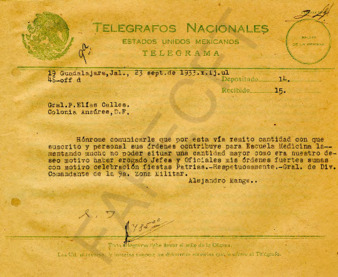 TELEGRAFOS NACIONALES
ESTADOS UNIDOS MEXICANOS
TELEGRAMA
19 Guadalajara, Jal., 23 sept. de 1933.
45-off d Depositado 14.
Recibido 15.
Gral. P. Elías Calles.
Colonia Anzúres, D.F.
Hónrome comunicarle que por esta vía remito cantidad con que
suscrito y personal sus órdenes contribuye para Escuela Medicina la-
mentando mucho no poder situar una cantidad mayor como era nuestro de-
seo motivo haber erogado Jefes y Oficiales mis órdenes fuertes sumas
con motivo celebración fiestas Patrias.-Respetuosamente.-Gral. de Div.
Comandante de la 9a. Zona Militar.
Alejandro Mange.